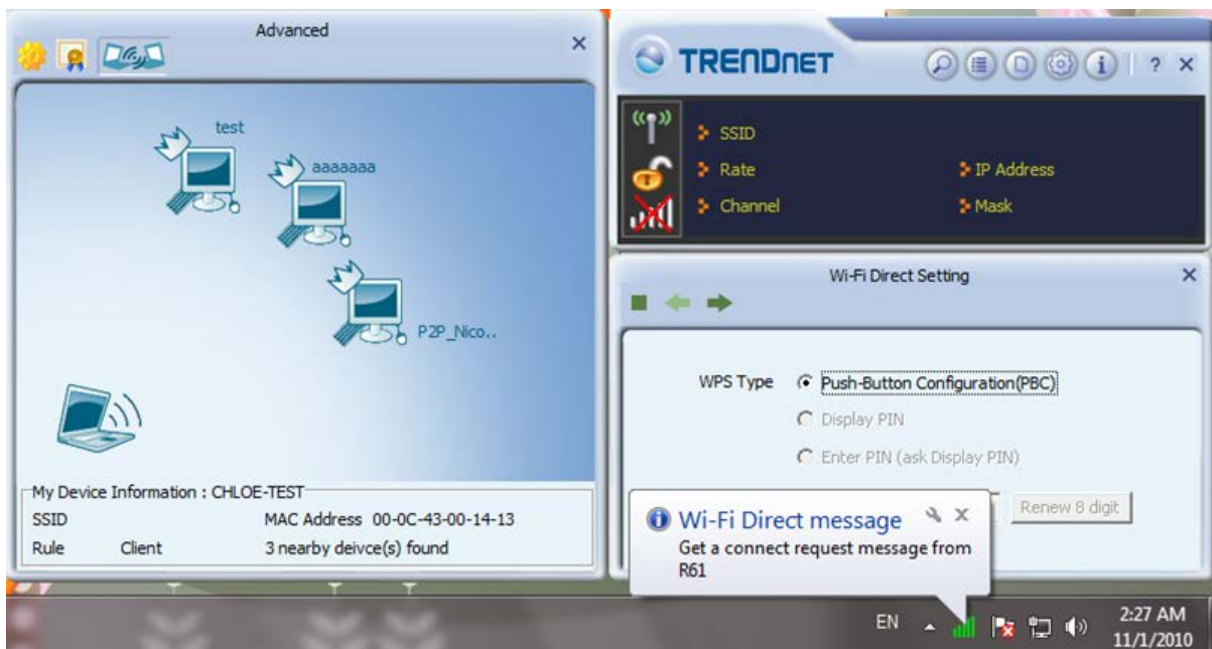 Advanced
test
aaaaaaa
P2P_Nico..
My Device Information : CHLOE-TEST
SSID
MAC Address 00-0C-43-00-14-13
Rule Client
3 nearby deivce(s) found
TRENDNET
? ×
SSID
Rate
IP Address
Channel
Mask
Wi-Fi Direct Setting
WPS Type
Push-Button Configuration(PBC)
Display PIN
Enter PIN (ask Display PIN)
Renew 8 digit
Wi-Fi Direct message
Get a connect request message from
R61
EN
2:27 AM
11/1/2010